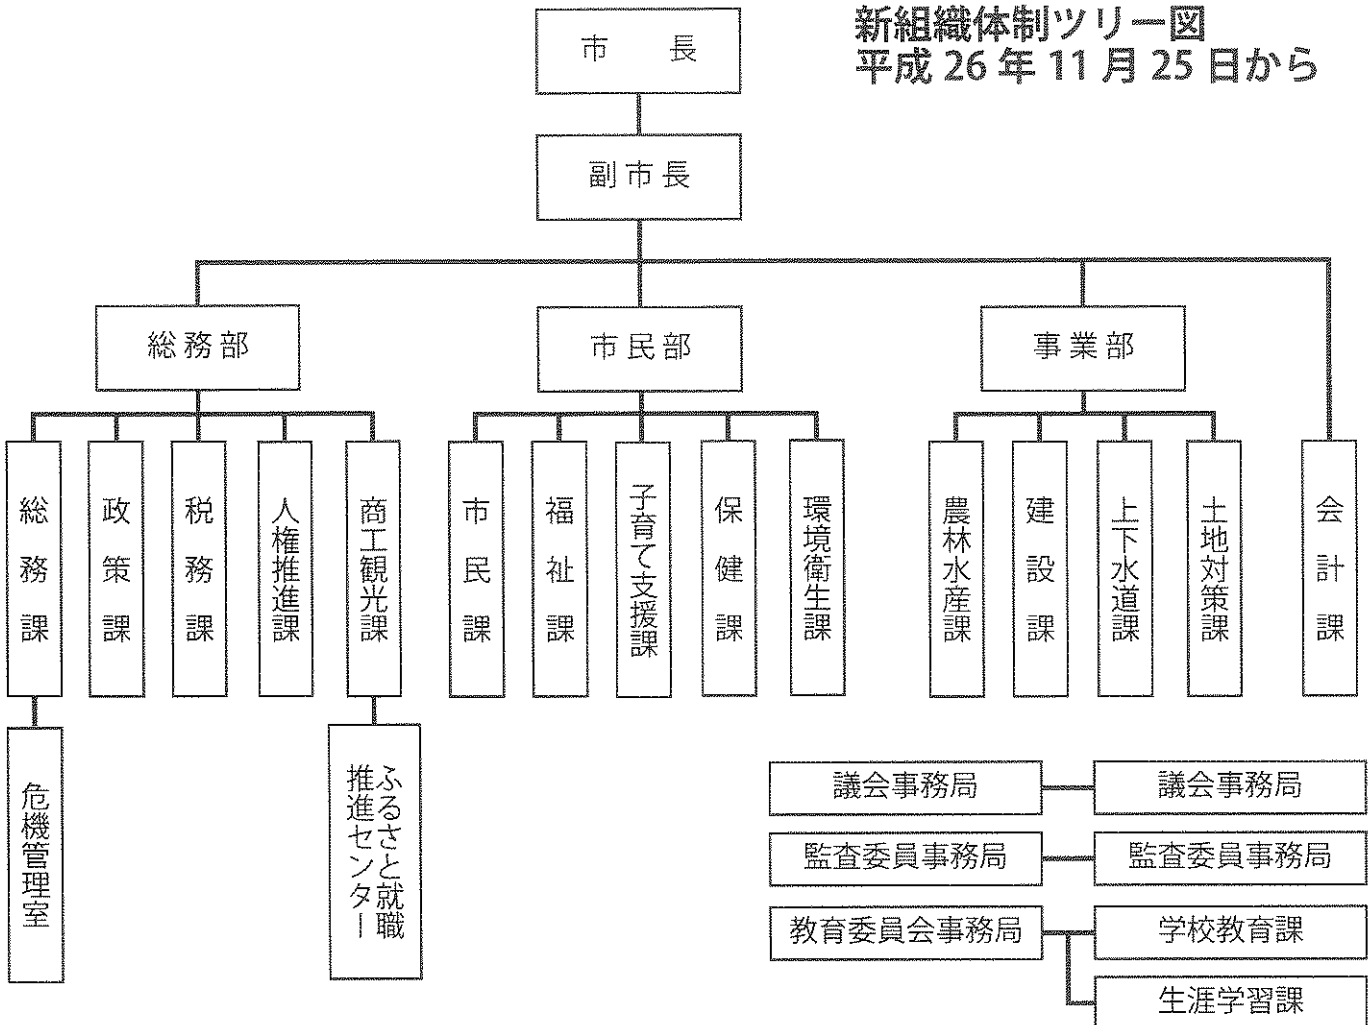 新組織体制ツリー図
平成 26 年 11 月 25 日から
市　長
副市長
総務部
市民部
事業部
総務課
政策課
税務課
人権推進課
商工観光課
市民課
福祉課
子育て支援課
保健課
環境衛生課
農林水産課
建設課
上下水道課
土地対策課
会計課
危機管理室
ふるさと就職
推進センター
議会事務局
議会事務局
監査委員事務局
監査委員事務局
教育委員会事務局
学校教育課
生涯学習課